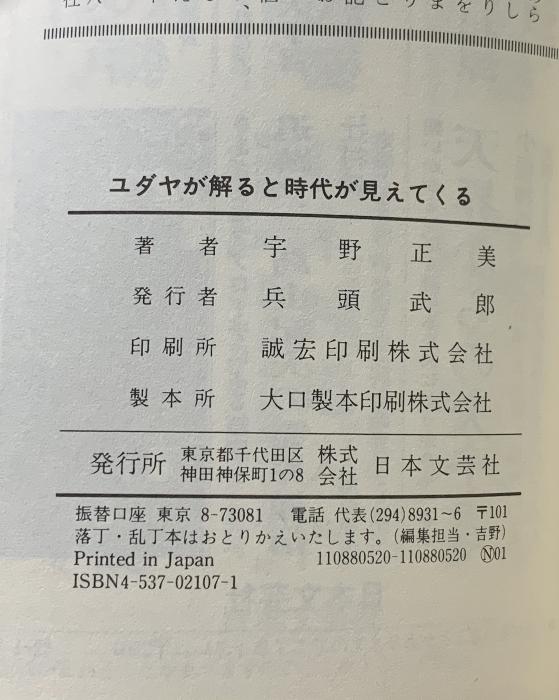 ユダヤが解ると時代が見えてくる
著者 宇野正美
発行者 兵頭武郎
印刷所 誠宏印刷株式会社
製本所 大口製本印刷株式会社
発行所 東京都千代田区神田神保町1の8 株式会社 日本文芸社
振替口座 東京 8-73081 電話 代表(294)8931~6 〒101
落丁・乱丁本はおとりかえいたします。(編集担当・吉野)
Printed in Japan 110880520-110880520 Ⓝ01
ISBN4-537-02107-1